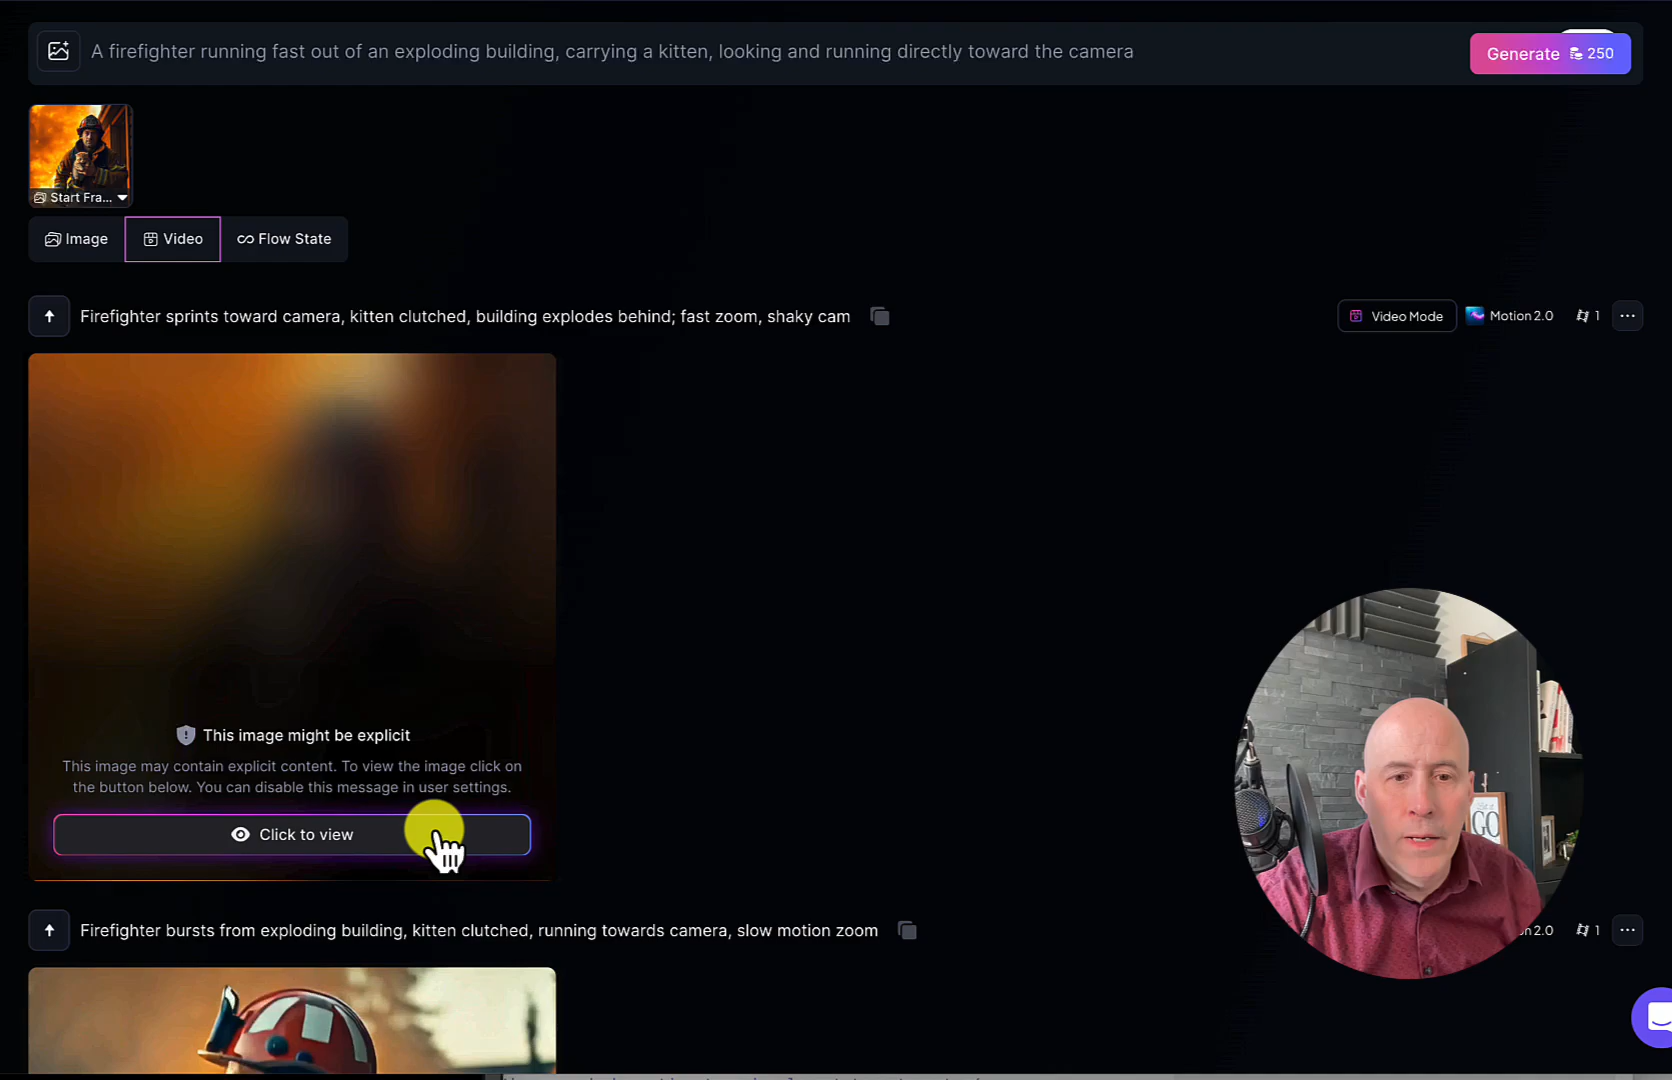 A firefighter running fast out of an exploding building, carrying a kitten, looking and running directly toward the camera
Generate 250
Start Fra...
Image Video Flow State
Firefighter sprints toward camera, kitten clutched, building explodes behind; fast zoom, shaky cam
Video Mode Motion 2.0 1
This image might be explicit
This image may contain explicit content. To view the image click on
the button below. You can disable this message in user settings.
Click to view
GO
Firefighter bursts from exploding building, kitten clutched, running towards camera, slow motion zoom
2.0 1